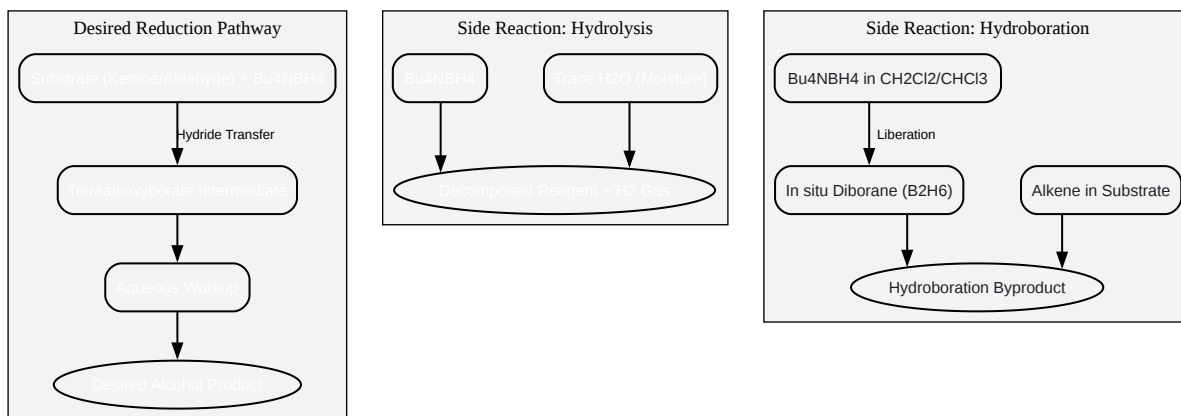 Desired Reduction Pathway
Substrate (Ketone/Aldehyde) + Bu4NBH4
Hydride Transfer
Tetraalkoxyborate Intermediate
Aqueous Workup
Desired Alcohol Product
Side Reaction: Hydrolysis
Bu4NBH4
Trace H2O (Moisture)
Decomposed Reagent + H2 Gas
Side Reaction: Hydroboration
Bu4NBH4 in CH2Cl2/CHCl3
Liberation
In situ Diborane (B2H6)
Alkene in Substrate
Hydroboration Byproduct